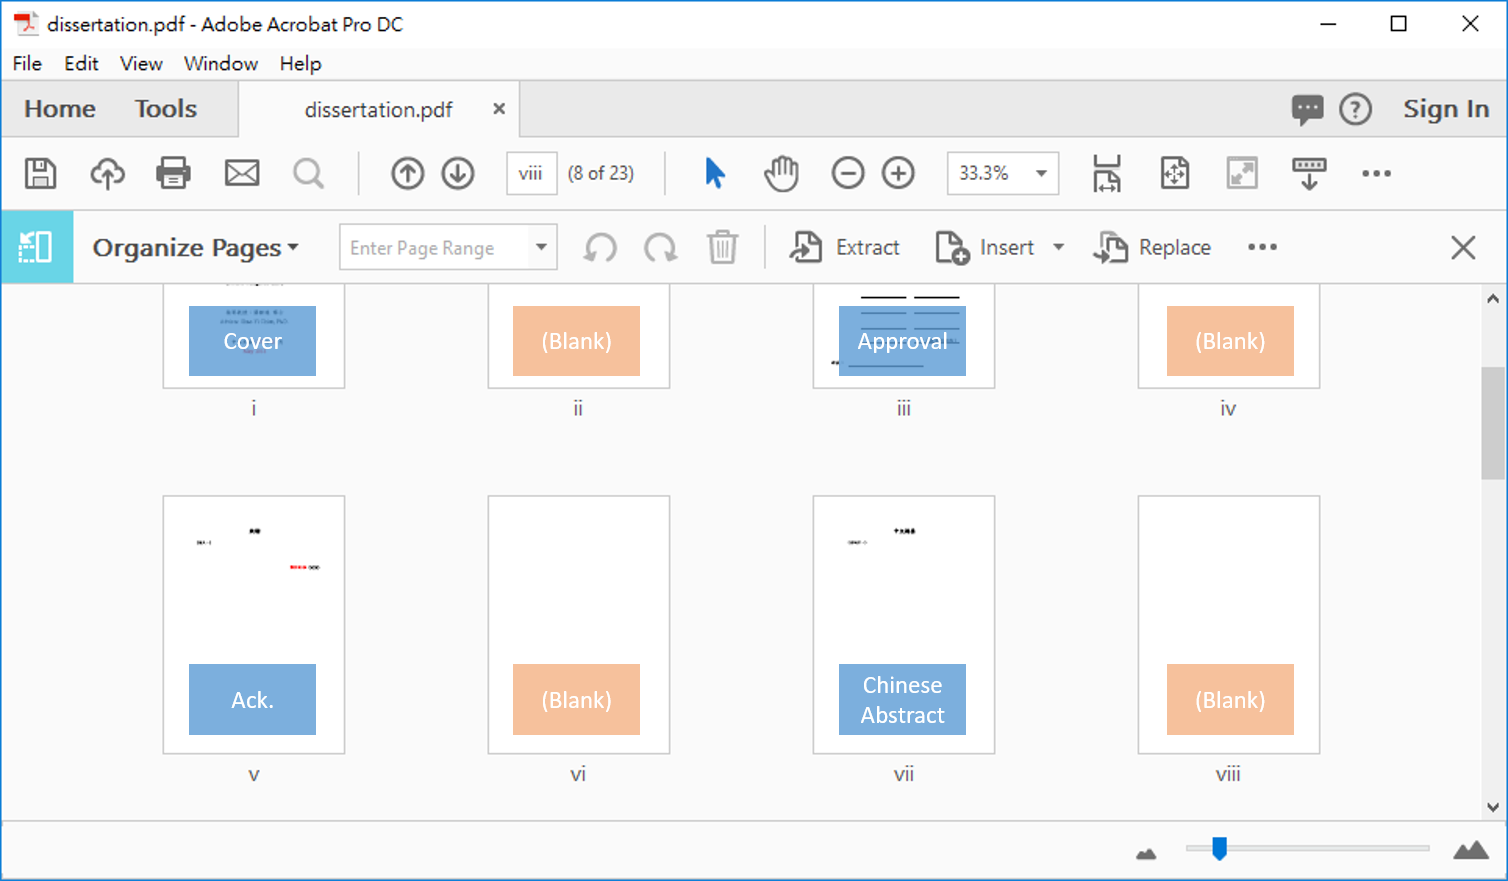 dissertation.pdf - Adobe Acrobat Pro DC
File Edit View Window Help
Home Tools dissertation.pdf × ? Sign In
viii (8 of 23) 33.3%
Organize Pages Enter Page Range Extract Insert Replace
Cover (Blank) Approval (Blank)
i ii iii iv
Ack. (Blank) Chinese Abstract (Blank)
v vi vii viii